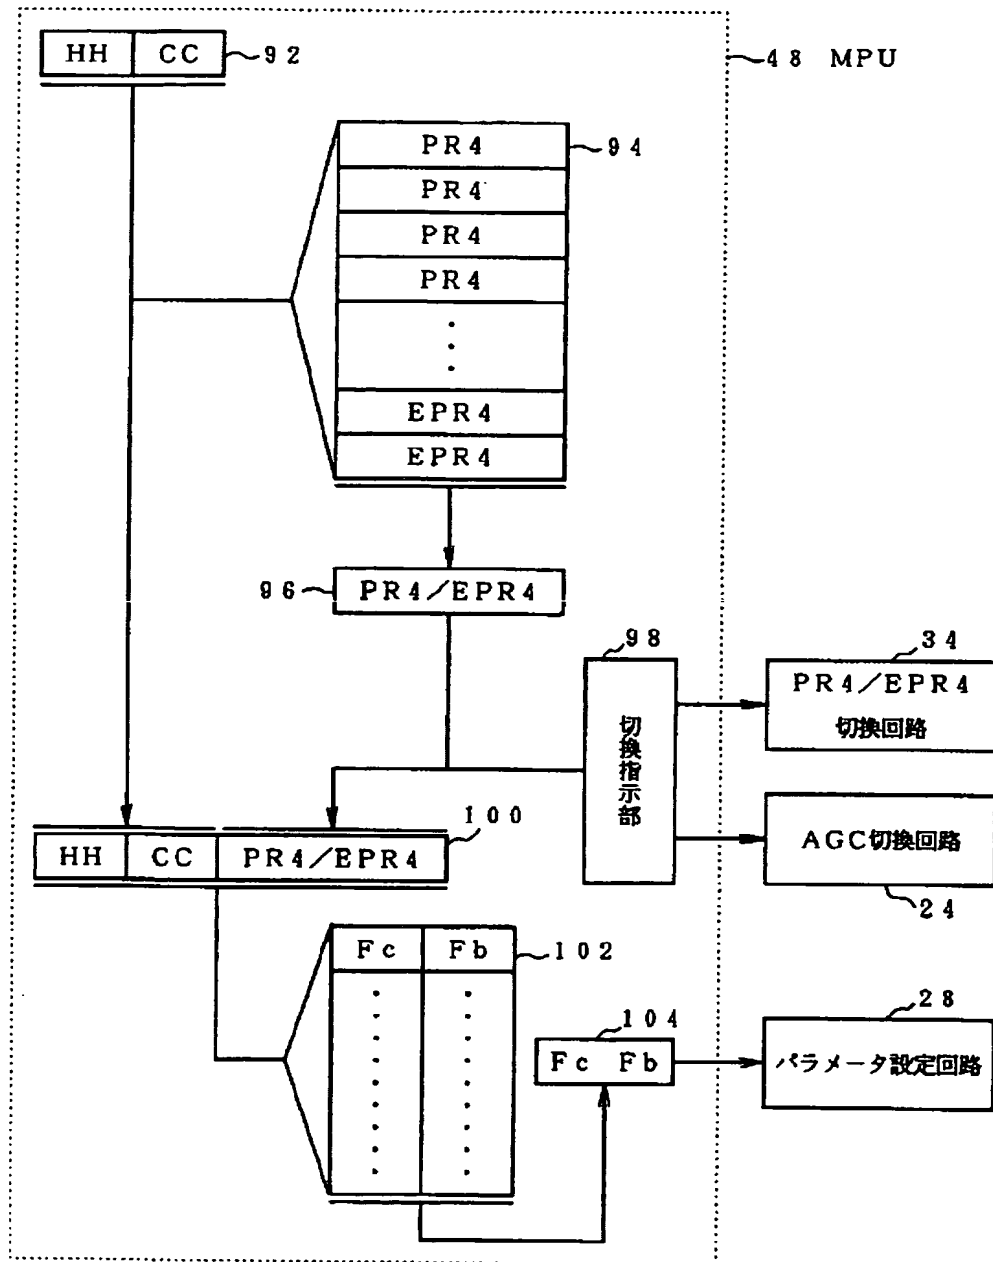 HH CC 92
48 MPU
PR4 94
PR4
PR4
PR4
EPR4
EPR4
96 PR4/EPR4
98
切換指示部
34
PR4/EPR4
切換回路
AGC切換回路
24
100
HH CC PR4/EPR4
Fc Fb 102
104
Fc Fb
28
パラメータ設定回路